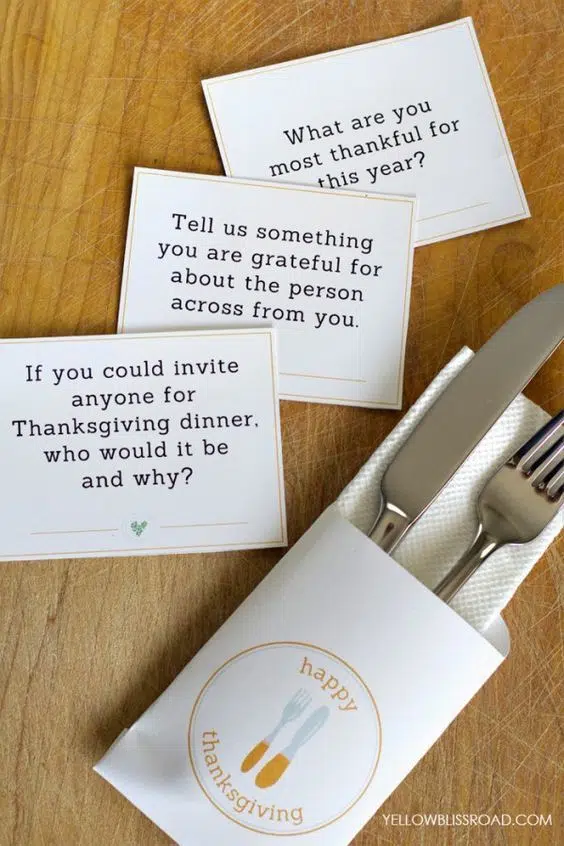 What are you
most thankful for
this year?
Tell us something
you are grateful for
about the person
across from you.
If you could invite
anyone for
Thanksgiving dinner,
who would it be
and why?
happy
thanksgiving
YELLOWBLISSROAD.COM